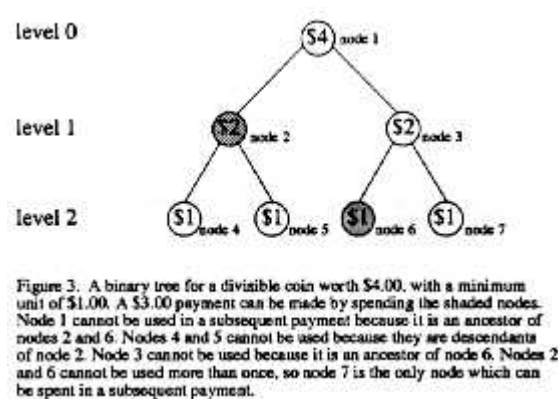 level 0
$4 node 1
level 1
$2 node 2
$2 node 3
level 2
$1 node 4
$1 node 5
$1 node 6
$1 node 7
Figure 3. A binary tree for a divisible coin worth $4.00, with a minimum
unit of $1.00. A $3.00 payment can be made by spending the shaded nodes.
Node 1 cannot be used in a subsequent payment because it is an ancestor of
nodes 2 and 6. Nodes 4 and 5 cannot be used because they are descendants
of node 2. Node 3 cannot be used because it is an ancestor of node 6. Nodes 2
and 6 cannot be used more than once, so node 7 is the only node which can
be spent in a subsequent payment.